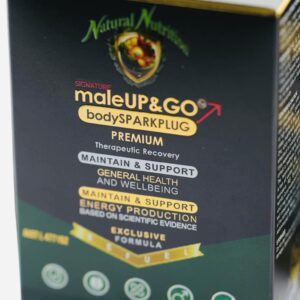 Natural Nutrition
SIGNATURE
maleUP&GO
bodySPARKPLUG
PREMIUM
Therapeutic Recovery
MAINTAIN & SUPPORT
GENERAL HEALTH
AND WELLBEING
MAINTAIN & SUPPORT
ENERGY PRODUCTION
BASED ON SCIENTIFIC EVIDENCE
EXCLUSIVE
FORMULA
REFUEL